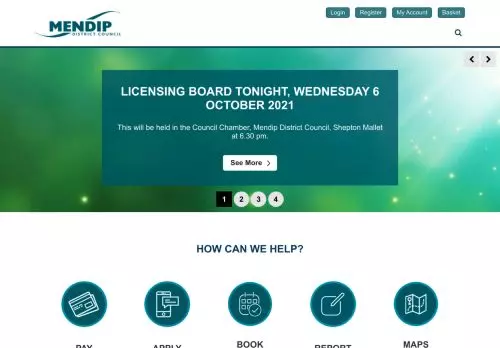 MENDIP
DISTRICT COUNCIL
Login
Register
My Account
Basket
LICENSING BOARD TONIGHT, WEDNESDAY 6
OCTOBER 2021
This will be held in the Council Chamber, Mendip District Council, Shepton Mallet
at 6.30 pm.
See More
1 2 3 4
HOW CAN WE HELP?
PAY
APPLY
BOOK
REPORT
MAPS